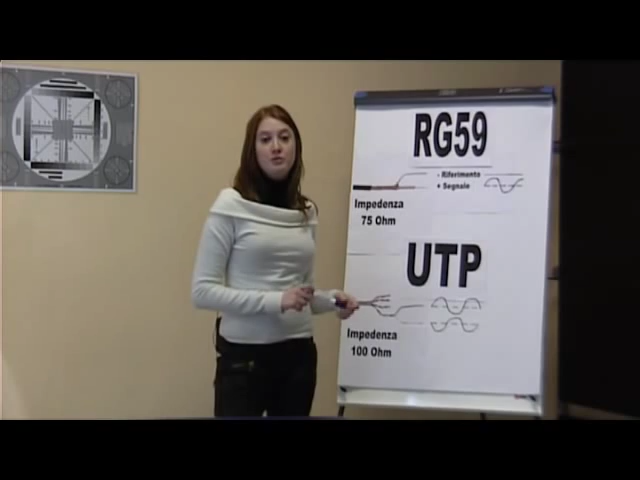 RG59
- Riferimento
+ Segnale
Impedenza
75 Ohm
UTP
Impedenza
100 Ohm